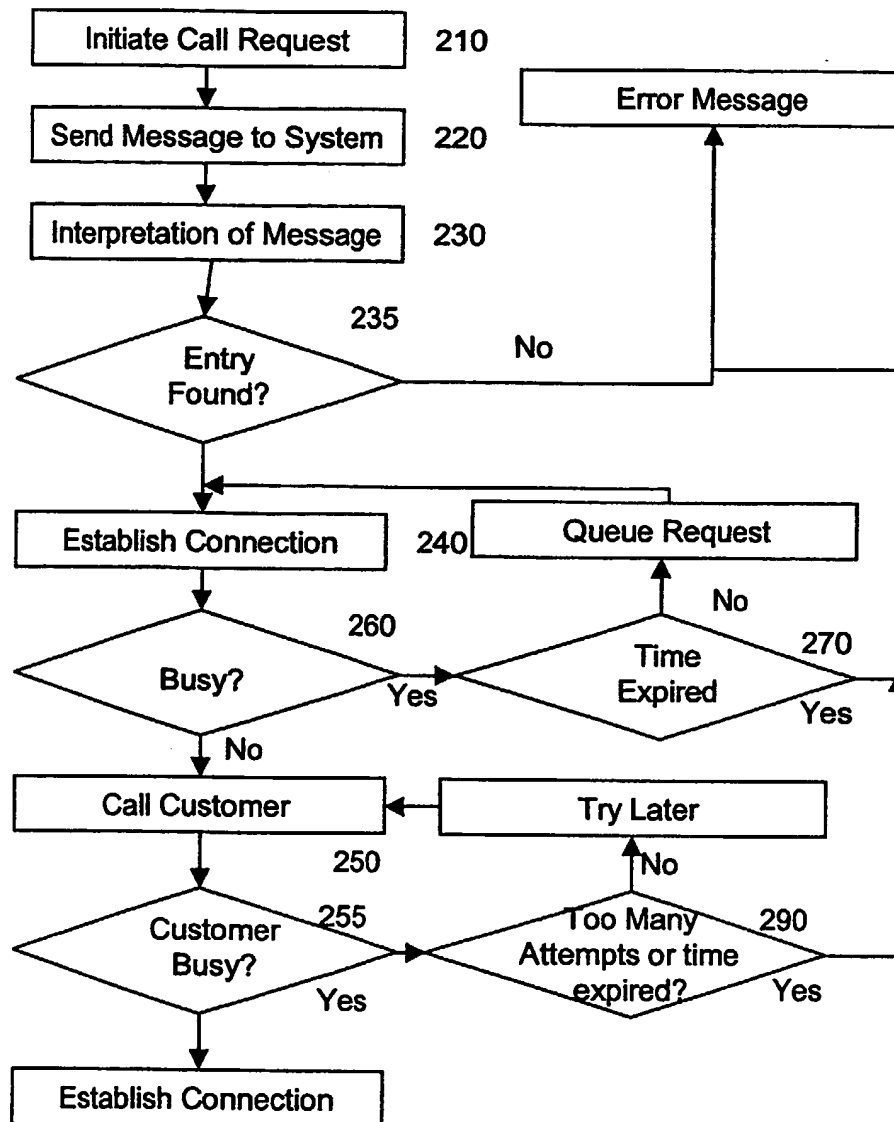 Initiate Call Request 210
Error Message
Send Message to System 220
Interpretation of Message 230
235
Entry
Found?
No
Establish Connection 240
Queue Request
No
260
Busy?
Yes
270
Time
Expired
Yes
No
Call Customer
Try Later
250
No
255
Customer
Busy?
Yes
290
Too Many
Attempts or time
expired?
Yes
Establish Connection